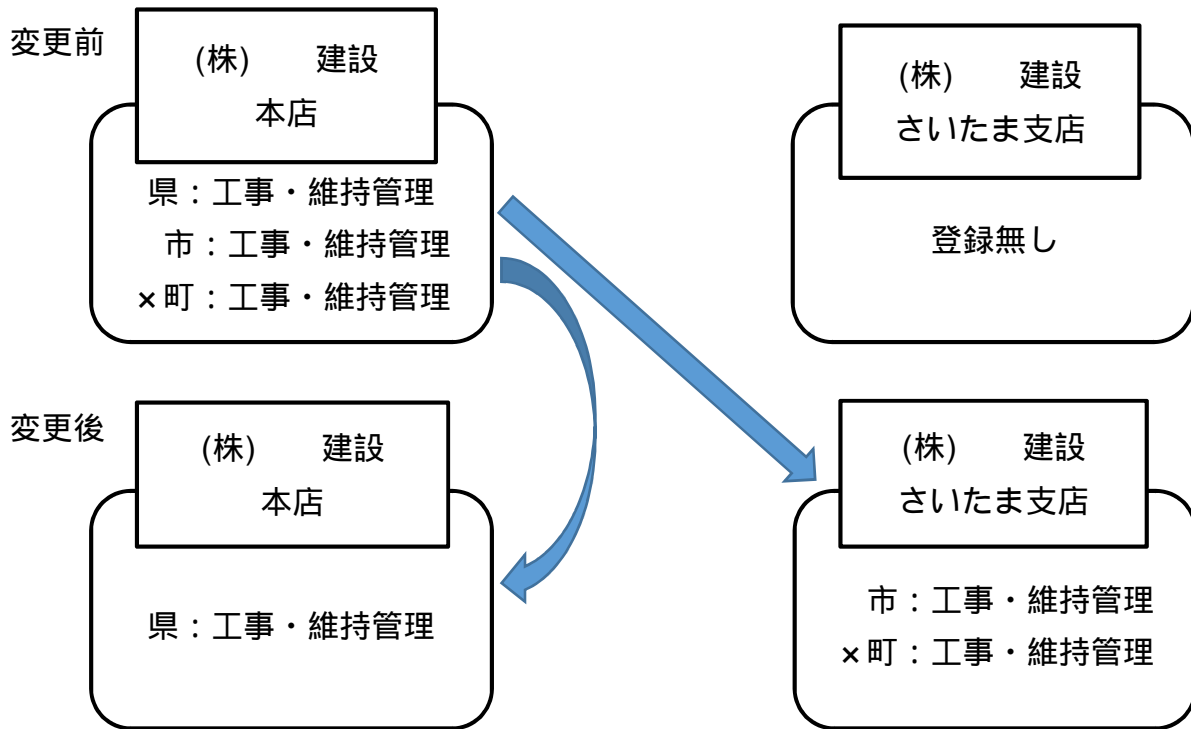 変更前
(株)　　建設
本店
県：工事・維持管理
市：工事・維持管理
×町：工事・維持管理
(株)　　建設
さいたま支店
登録無し
変更後
(株)　　建設
本店
県：工事・維持管理
(株)　　建設
さいたま支店
市：工事・維持管理
×町：工事・維持管理